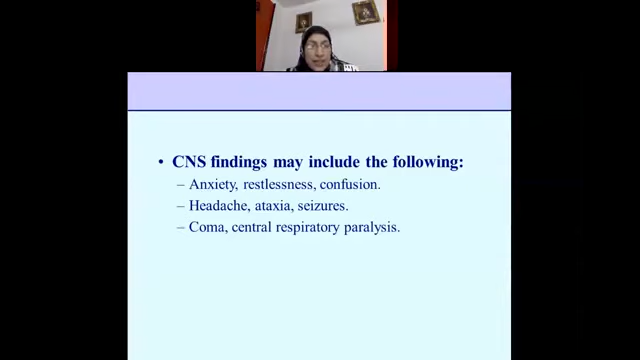 • CNS findings may include the following:
– Anxiety, restlessness, confusion.
– Headache, ataxia, seizures.
– Coma, central respiratory paralysis.